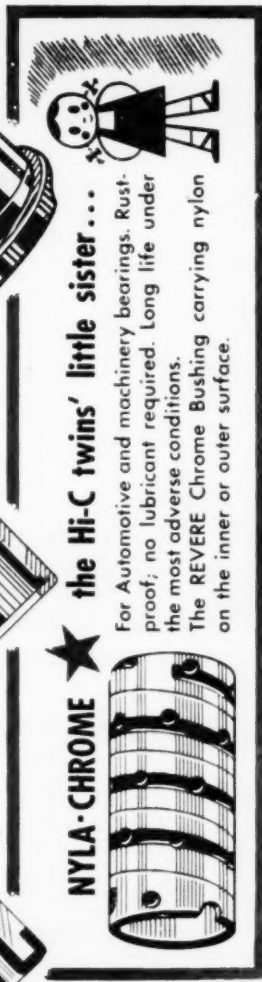 NYLA-CHROME ★ the Hi-C twins' little sister...
For Automotive and machinery bearings. Rust-
proof; no lubricant required. Long life under
the most adverse conditions.
The REVERE Chrome Bushing carrying nylon
on the inner or outer surface.